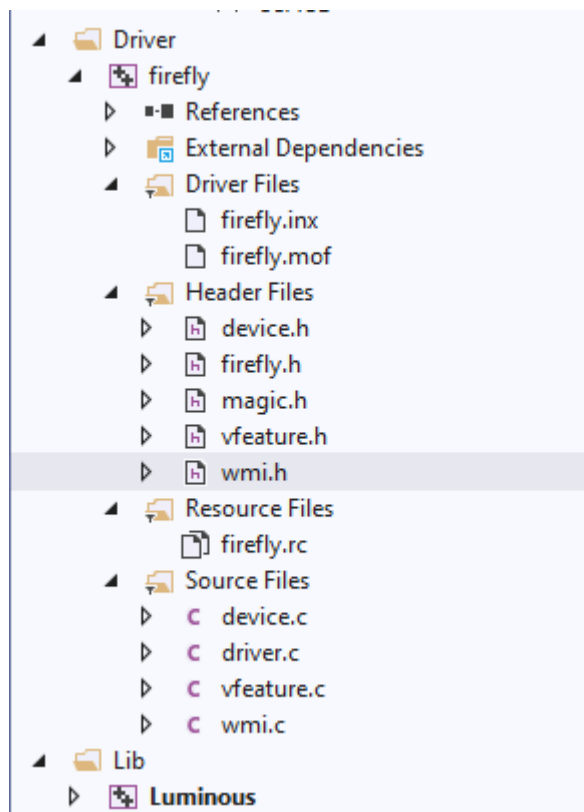 Driver
firefly
References
External Dependencies
Driver Files
firefly.inx
firefly.mof
Header Files
device.h
firefly.h
magic.h
vfeature.h
wmi.h
Resource Files
firefly.rc
Source Files
device.c
driver.c
vfeature.c
wmi.c
Lib
Luminous